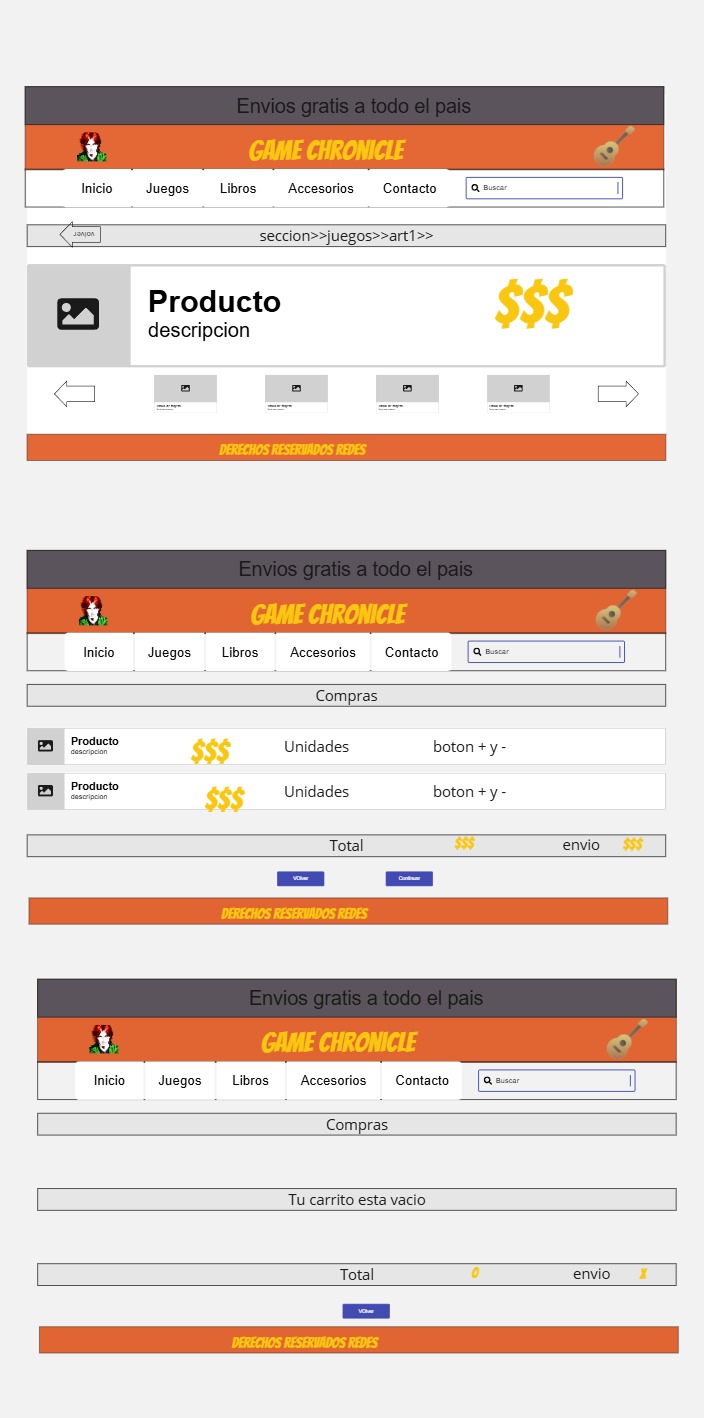 Envios gratis a todo el pais
GAME CHRONICLE
Inicio Juegos Libros Accesorios Contacto Buscar
volver seccion>>juegos>>art1>>
Producto $$$
descripcion
DERECHOS RESERVADOS REDES
Envios gratis a todo el pais
GAME CHRONICLE
Inicio Juegos Libros Accesorios Contacto Buscar
Compras
Producto $$$ Unidades boton + y -
descripcion
Producto $$$ Unidades boton + y -
descripcion
Total $$$ envio $$$
VOlver Continuar
DERECHOS RESERVADOS REDES
Envios gratis a todo el pais
GAME CHRONICLE
Inicio Juegos Libros Accesorios Contacto Buscar
Compras
Tu carrito esta vacio
Total 0 envio X
VOlver
DERECHOS RESERVADOS REDES